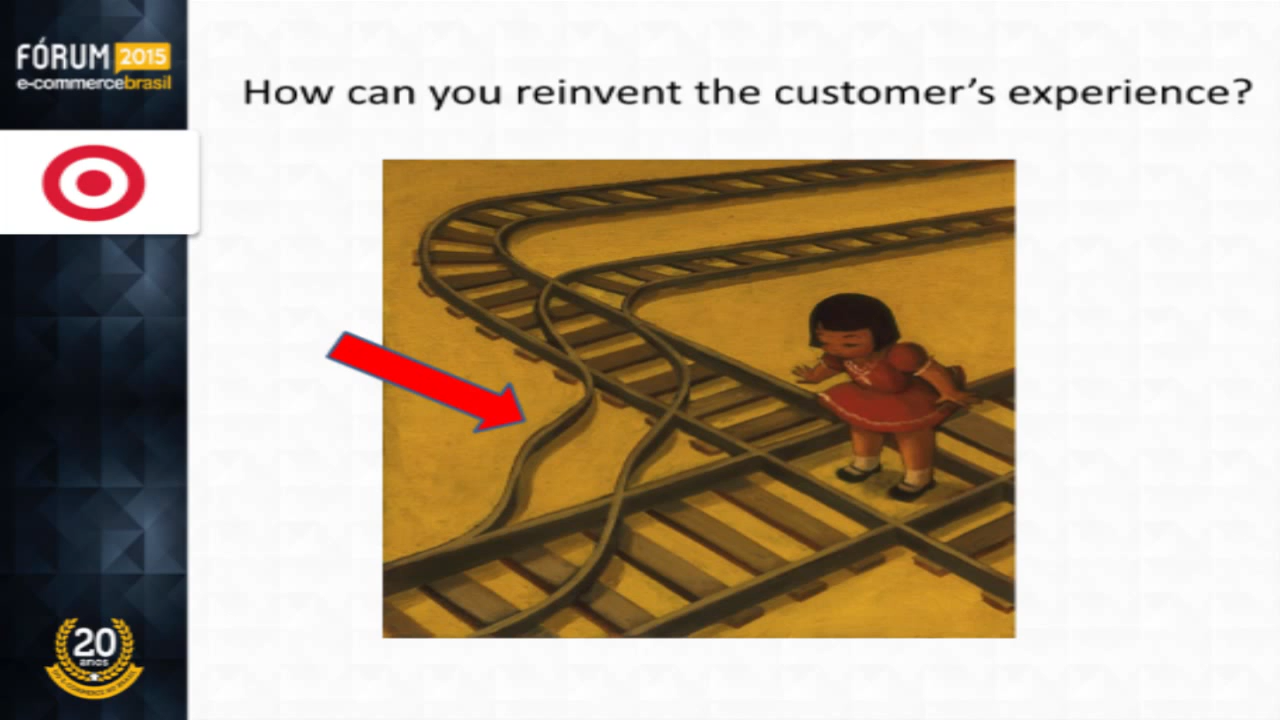 FÓRUM 2015
e-commercebrasil
How can you reinvent the customer's experience?
20
anos